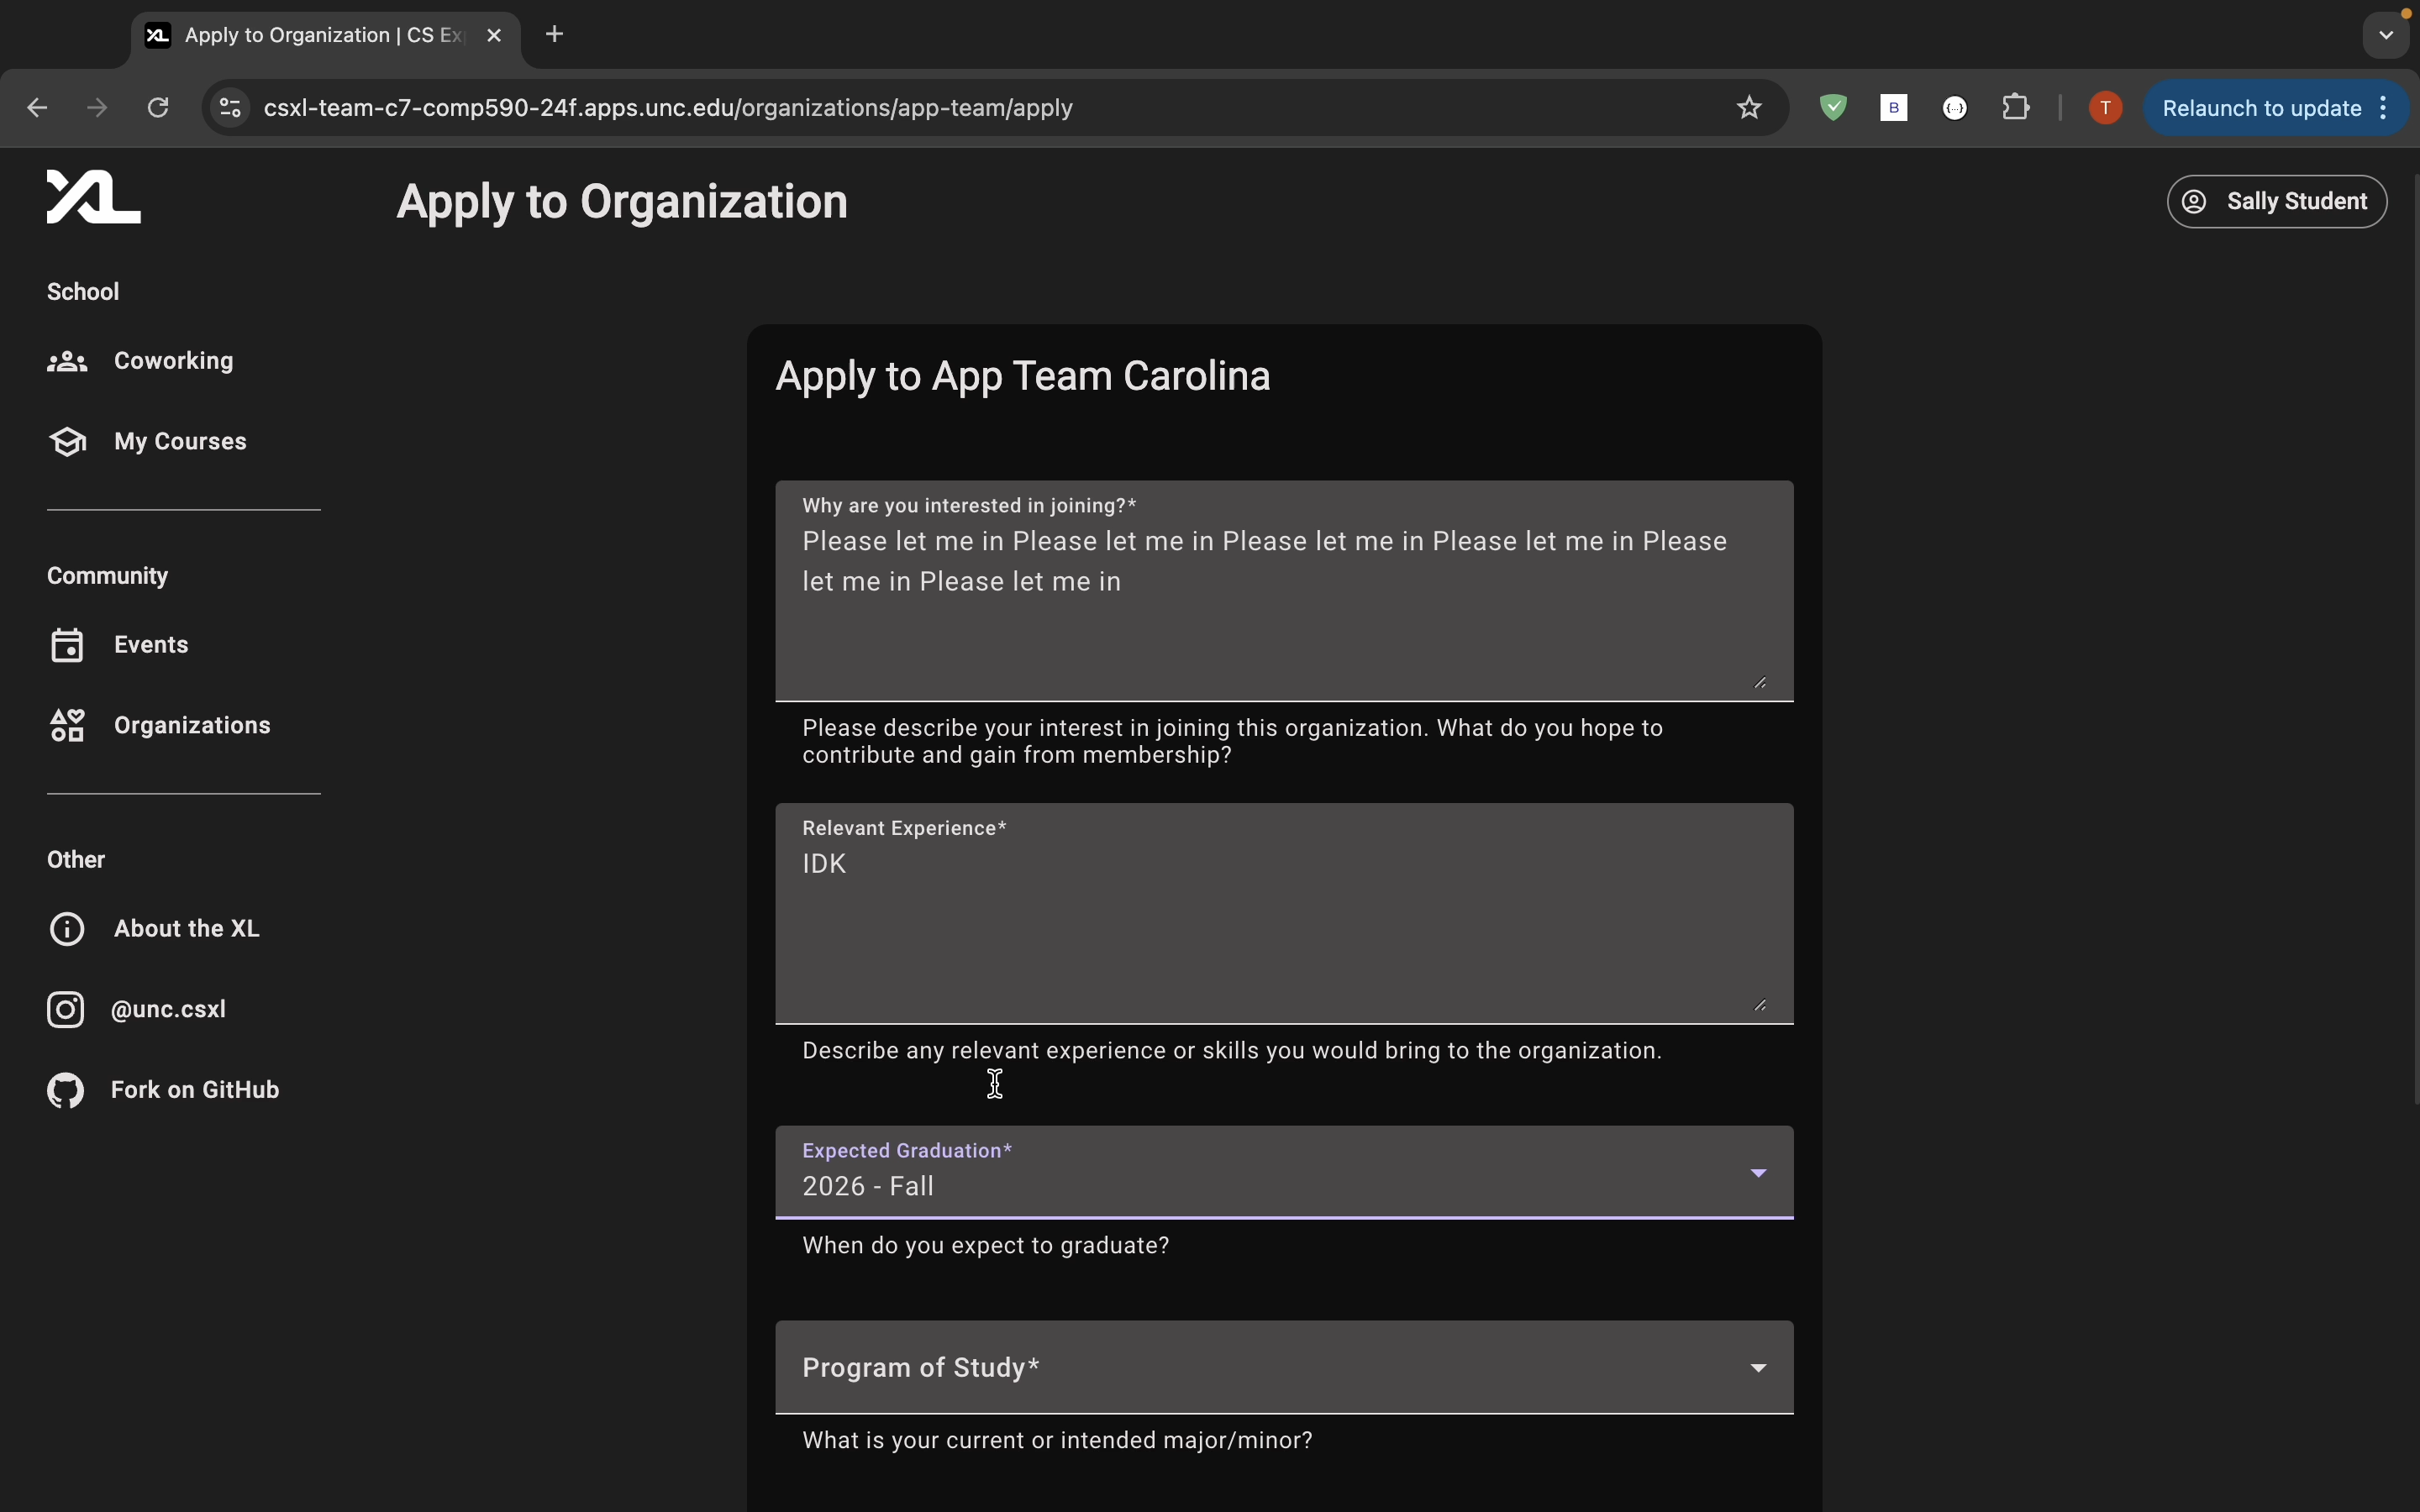 Apply to Organization | CS Ex
csxl-team-c7-comp590-24f.apps.unc.edu/organizations/app-team/apply
B
{...}
T
Relaunch to update
XL
Apply to Organization
Sally Student
School
Coworking
My Courses
Community
Events
Organizations
Other
About the XL
@unc.csxl
Fork on GitHub
Apply to App Team Carolina
Why are you interested in joining?*
Please let me in Please let me in Please let me in Please let me in Please
let me in Please let me in
Please describe your interest in joining this organization. What do you hope to
contribute and gain from membership?
Relevant Experience*
IDK
Describe any relevant experience or skills you would bring to the organization.
Expected Graduation*
2026 - Fall
When do you expect to graduate?
Program of Study*
What is your current or intended major/minor?